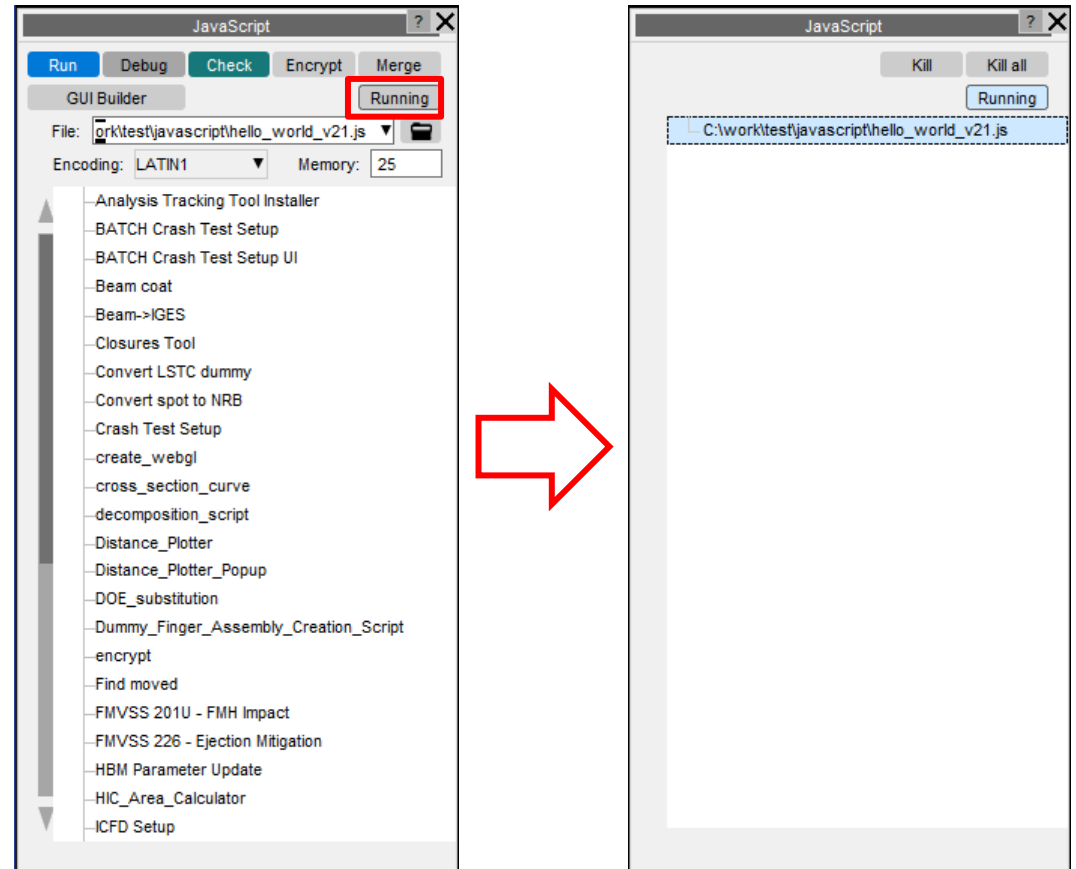 JavaScript ?
Run Debug Check Encrypt Merge
GUI Builder Running
File: ork\test\javascript\hello_world_v21.js
Encoding: LATIN1 Memory: 25
Analysis Tracking Tool Installer
BATCH Crash Test Setup
BATCH Crash Test Setup UI
Beam coat
Beam->IGES
Closures Tool
Convert LSTC dummy
Convert spot to NRB
Crash Test Setup
create_webgl
cross_section_curve
decomposition_script
Distance_Plotter
Distance_Plotter_Popup
DOE_substitution
Dummy_Finger_Assembly_Creation_Script
encrypt
Find moved
FMVSS 201U - FMH Impact
FMVSS 226 - Ejection Mitigation
HBM Parameter Update
HIC_Area_Calculator
ICFD Setup
JavaScript ?
Kill Kill all
Running
C:\work\test\javascript\hello_world_v21.js